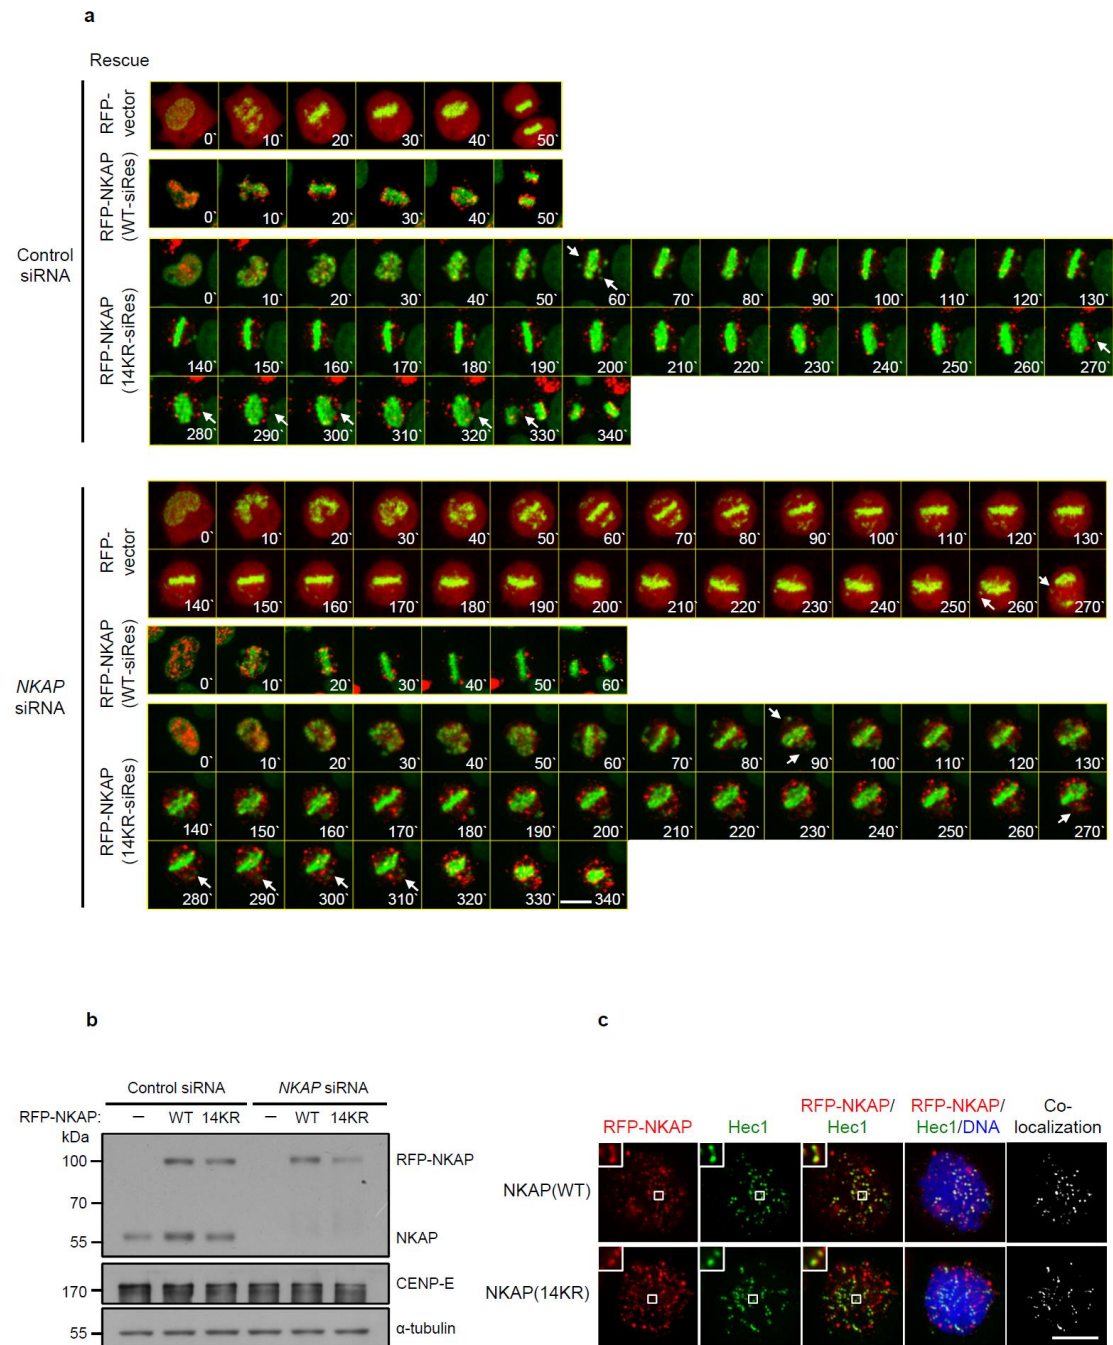 a
Rescue
Control
siRNA
RFP-
vector
0` 10` 20` 30` 40` 50`
RFP-NKAP
(WT-siRes)
0` 10` 20` 30` 40` 50`
RFP-NKAP
(14KR-siRes)
0` 10` 20` 30` 40` 50` 60` 70` 80` 90` 100` 110` 120` 130`
140` 150` 160` 170` 180` 190` 200` 210` 220` 230` 240` 250` 260` 270`
280` 290` 300` 310` 320` 330` 340`
NKAP
siRNA
RFP-
vector
0` 10` 20` 30` 40` 50` 60` 70` 80` 90` 100` 110` 120` 130`
140` 150` 160` 170` 180` 190` 200` 210` 220` 230` 240` 250` 260` 270`
RFP-NKAP
(WT-siRes)
0` 10` 20` 30` 40` 50` 60`
RFP-NKAP
(14KR-siRes)
0` 10` 20` 30` 40` 50` 60` 70` 80` 90` 100` 110` 120` 130`
140` 150` 160` 170` 180` 190` 200` 210` 220` 230` 240` 250` 260` 270`
280` 290` 300` 310` 320` 330` 340`
b
Control siRNA NKAP siRNA
RFP-NKAP: – WT 14KR – WT 14KR
kDa
100 RFP-NKAP
70
55 NKAP
170 CENP-E
55 α-tubulin
c
RFP-NKAP Hec1 RFP-NKAP/ Hec1 RFP-NKAP/ Hec1/DNA Co- localization
NKAP(WT)
NKAP(14KR)